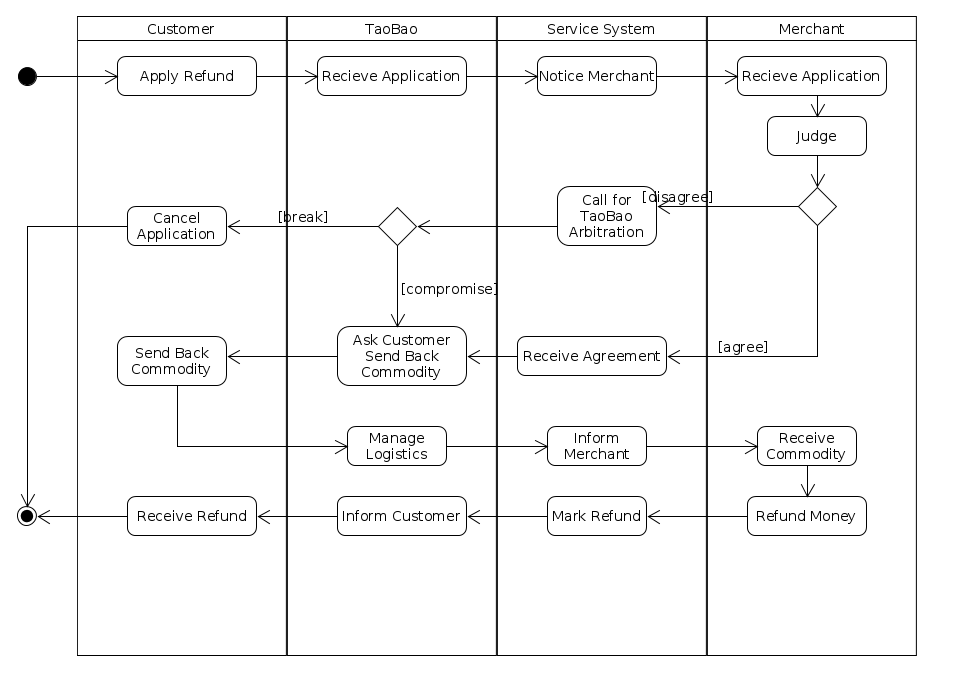 Customer
TaoBao
Service System
Merchant
Apply Refund
Recieve Application
Notice Merchant
Recieve Application
Judge
[disagree]
Call for
TaoBao
Arbitration
[break]
Cancel
Application
[compromise]
Ask Customer
Send Back
Commodity
Send Back
Commodity
Receive Agreement
[agree]
Manage
Logistics
Inform
Merchant
Receive
Commodity
Receive Refund
Inform Customer
Mark Refund
Refund Money